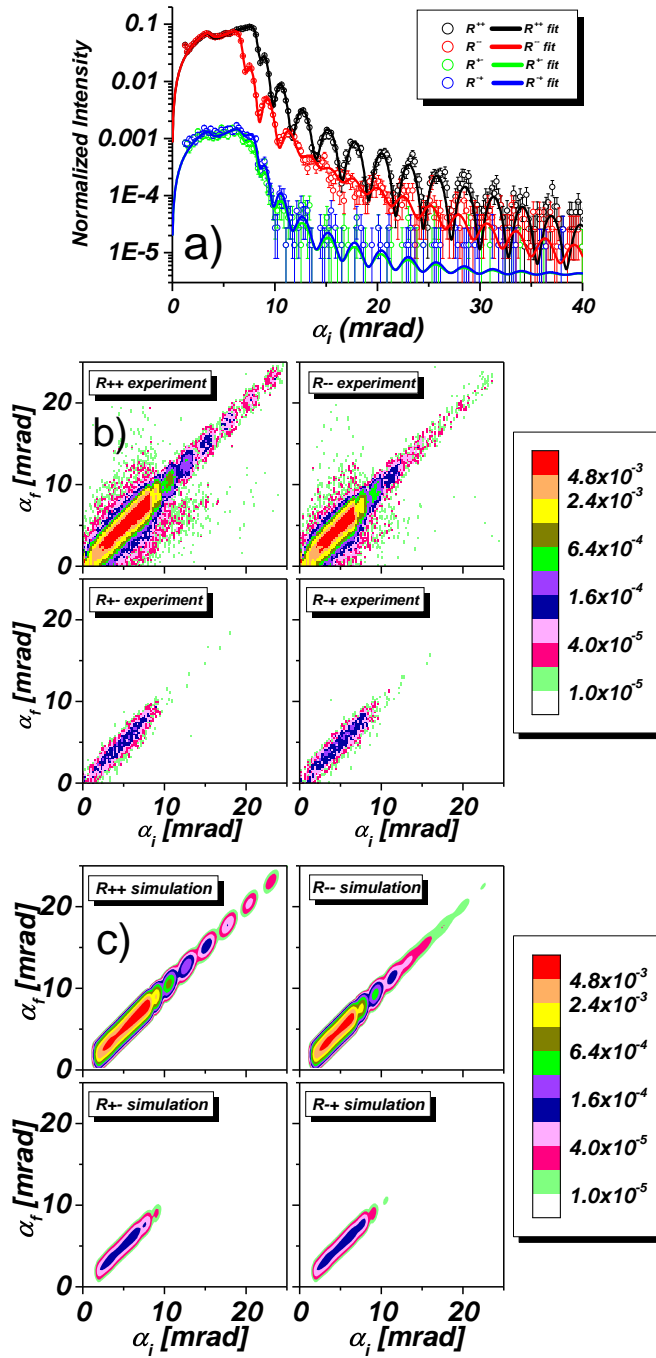 0.1
0.01
0.001
1E-4
1E-5
Normalized Intensity
a)
R++ R++ fit
R-- R-- fit
R+- R+- fit
R-+ R-+ fit
0 10 20 30 40
αi (mrad)
b)
R++ experiment
R-- experiment
20
10
0
αf [mrad]
R+- experiment
R-+ experiment
20
10
0
αf [mrad]
0 10 20 0 10 20
αi [mrad] αi [mrad]
4.8x10-3
2.4x10-3
6.4x10-4
1.6x10-4
4.0x10-5
1.0x10-5
c)
R++ simulation
R-- simulation
20
10
0
αf [mrad]
R+- simulation
R-+ simulation
20
10
0
αf [mrad]
0 10 20 0 10 20
αi [mrad] αi [mrad]
4.8x10-3
2.4x10-3
6.4x10-4
1.6x10-4
4.0x10-5
1.0x10-5